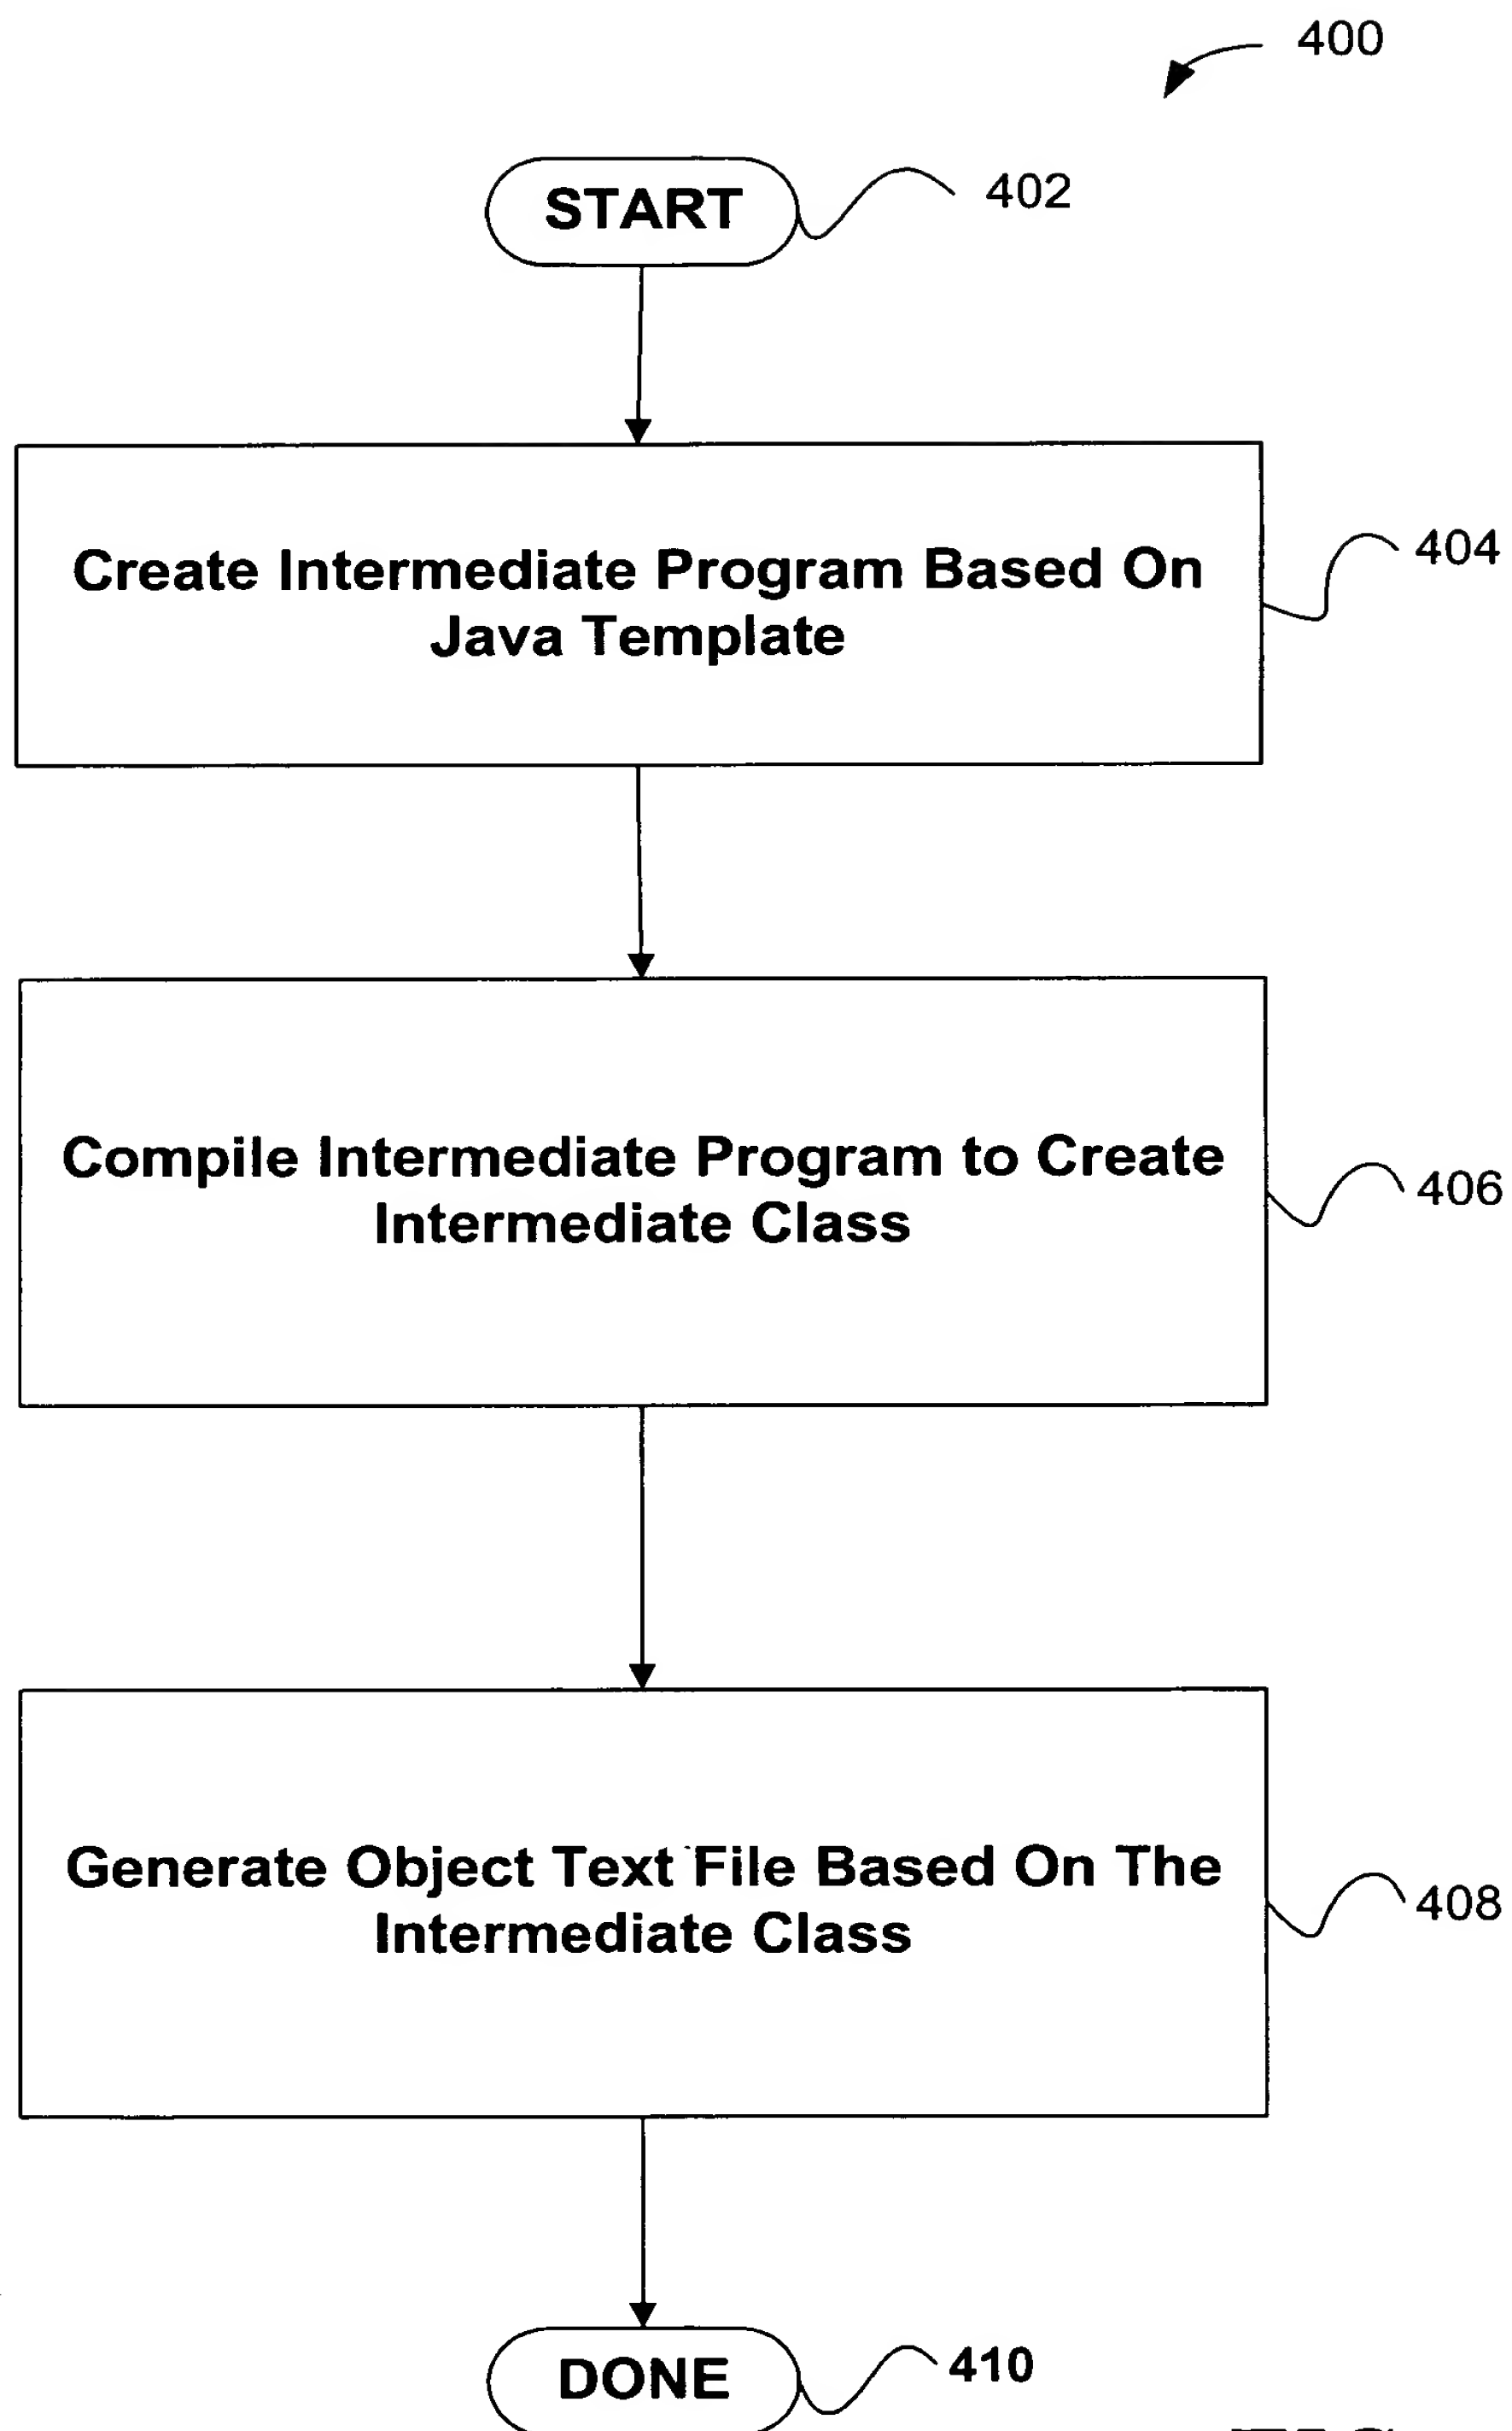 400
START
402
Create Intermediate Program Based On
Java Template
404
Compile Intermediate Program to Create
Intermediate Class
406
Generate Object Text File Based On The
Intermediate Class
408
DONE
410